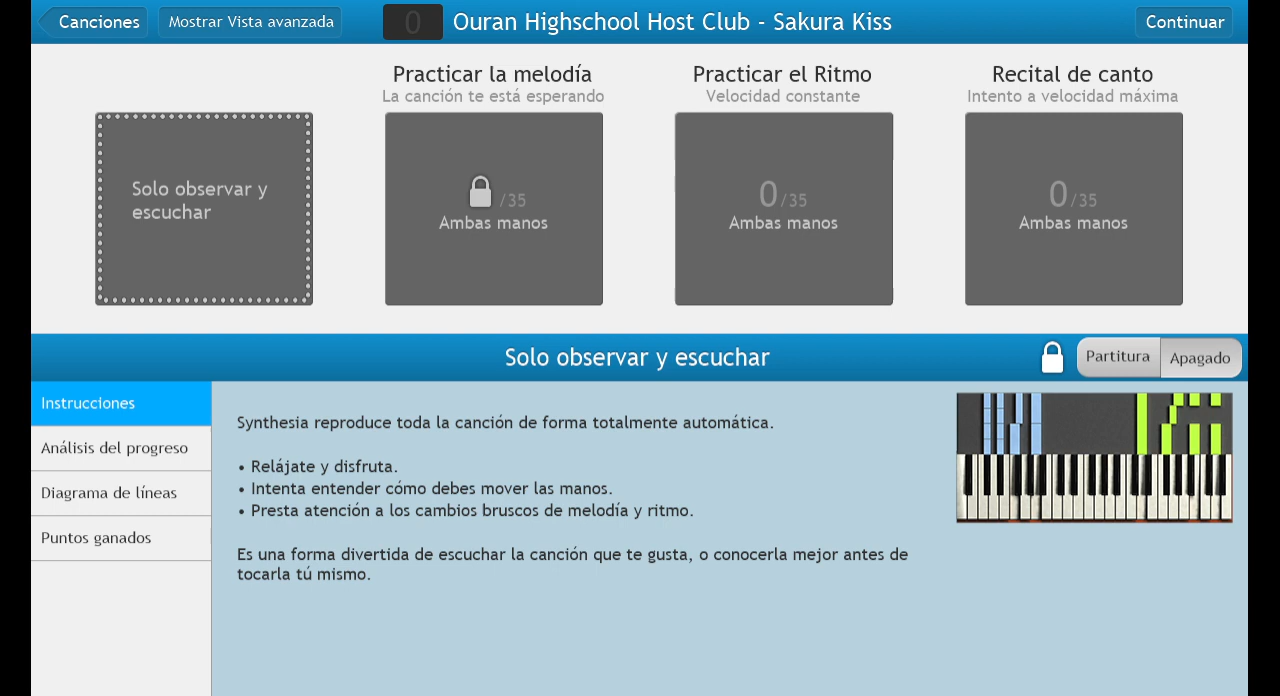 Canciones
Mostrar Vista avanzada
0
Ouran Highschool Host Club - Sakura Kiss
Continuar
Practicar la melodía
La canción te está esperando
Practicar el Ritmo
Velocidad constante
Recital de canto
Intento a velocidad máxima
Solo observar y
escuchar
/35
Ambas manos
0/35
Ambas manos
0/35
Ambas manos
Solo observar y escuchar
Partitura
Apagado
Instrucciones
Análisis del progreso
Diagrama de líneas
Puntos ganados
Synthesia reproduce toda la canción de forma totalmente automática.
• Relájate y disfruta.
• Intenta entender cómo debes mover las manos.
• Presta atención a los cambios bruscos de melodía y ritmo.
Es una forma divertida de escuchar la canción que te gusta, o conocerla mejor antes de
tocarla tú mismo.